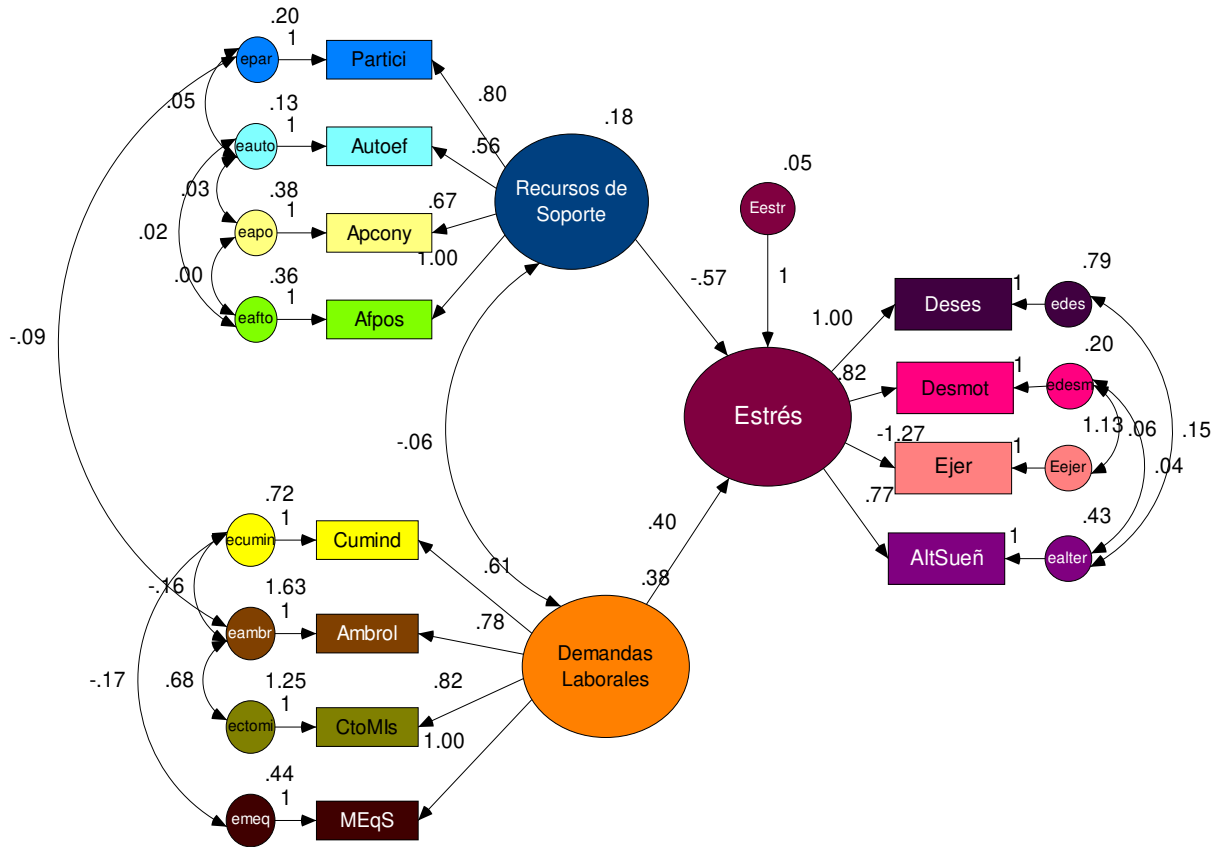 .20
1
epar
Partici
.80
.05
.13
1
eauto
Autoef
.56
.18
Recursos de
Soporte
.05
Eestr
.03
.38
1
eapo
Apcony
.67
.02
.00
.36
1
eafto
Afpos
1.00
-.57
1
-.09
.79
1
Deses
edes
1.00
.20
1
Desmot
edesm
.82
Estrés
-1.27
1.13
.06
.15
.04
1
Ejer
Eejer
.77
.43
1
AltSueñ
ealter
-.06
.40
.38
.72
1
ecumin
Cumind
.61
-.16
1.63
1
eambr
Ambrol
.78
Demandas
Laborales
-.17
.68
1.25
1
ectomi
CtoMls
.82
1.00
.44
1
emeq
MEqS